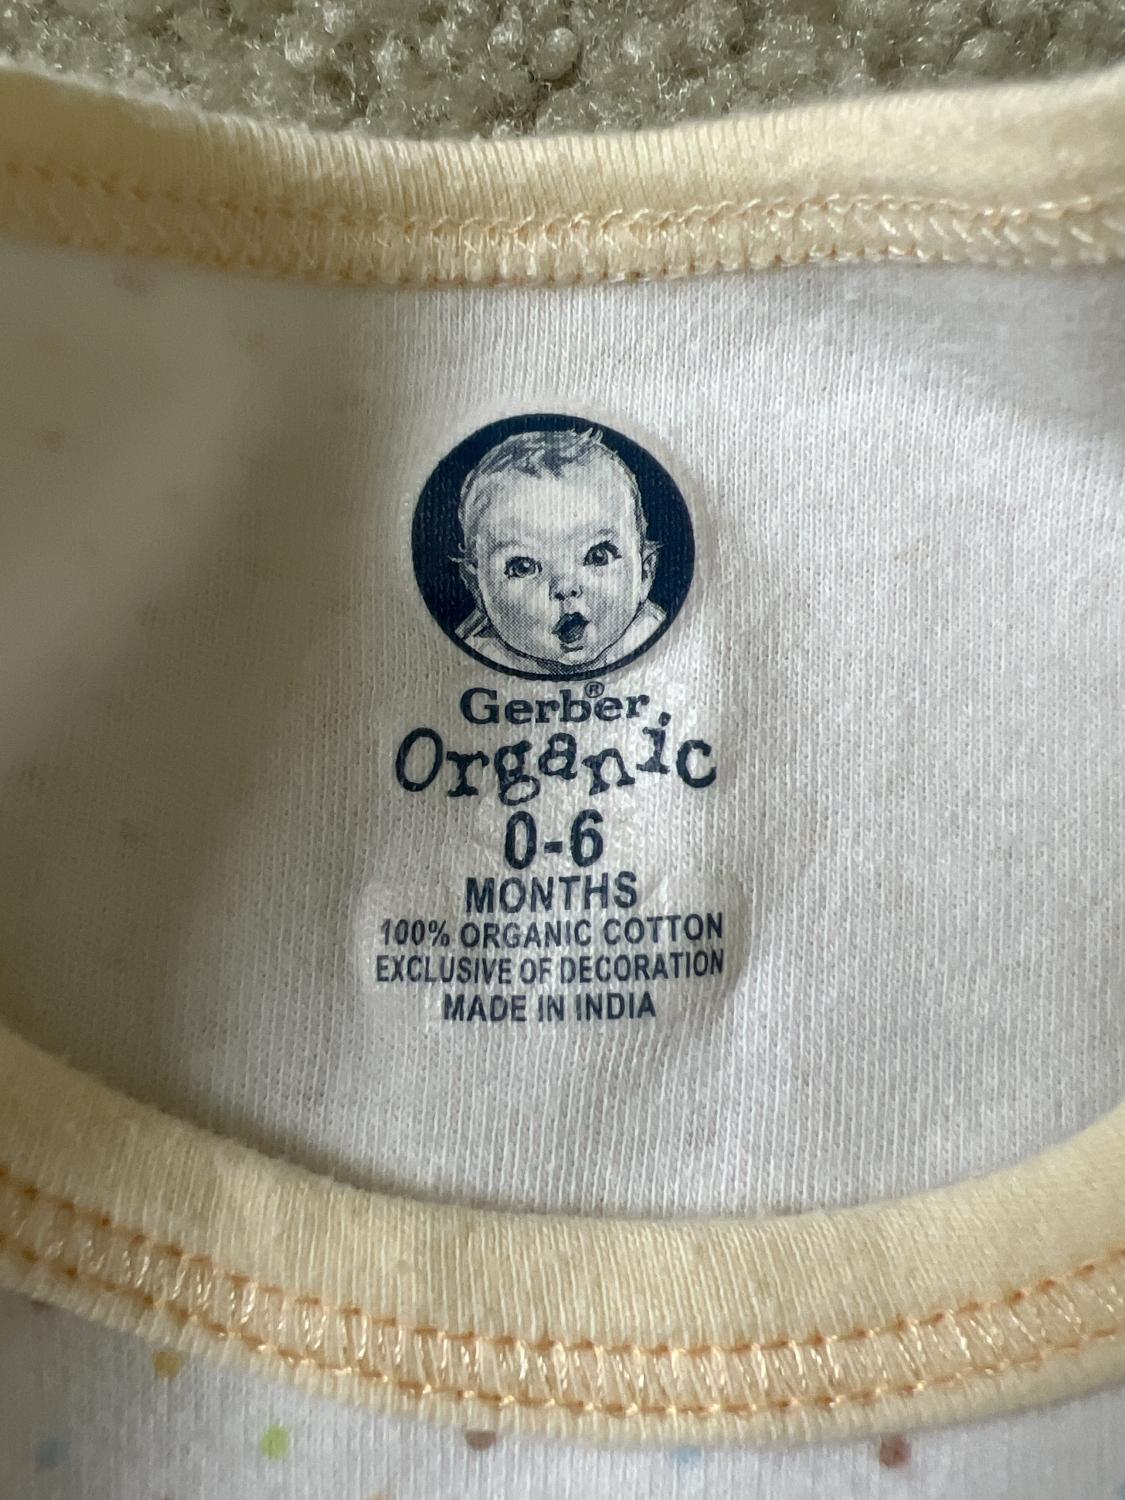 Gerber®
Organic
0-6
MONTHS
100% ORGANIC COTTON
EXCLUSIVE OF DECORATION
MADE IN INDIA